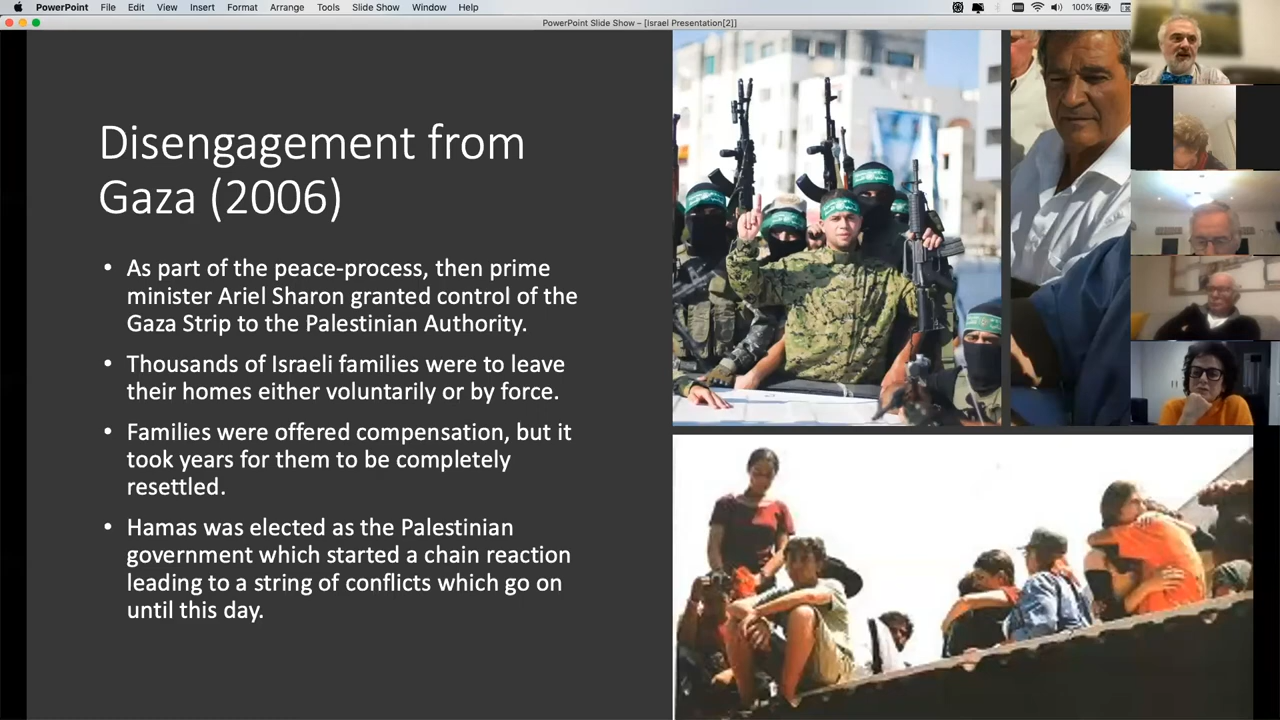 PowerPoint File Edit View Insert Format Arrange Tools Slide Show Window Help
100%
PowerPoint Slide Show – [Israel Presentation[2]]
Disengagement from
Gaza (2006)
• As part of the peace-process, then prime
minister Ariel Sharon granted control of the
Gaza Strip to the Palestinian Authority.
• Thousands of Israeli families were to leave
their homes either voluntarily or by force.
• Families were offered compensation, but it
took years for them to be completely
resettled.
• Hamas was elected as the Palestinian
government which started a chain reaction
leading to a string of conflicts which go on
until this day.